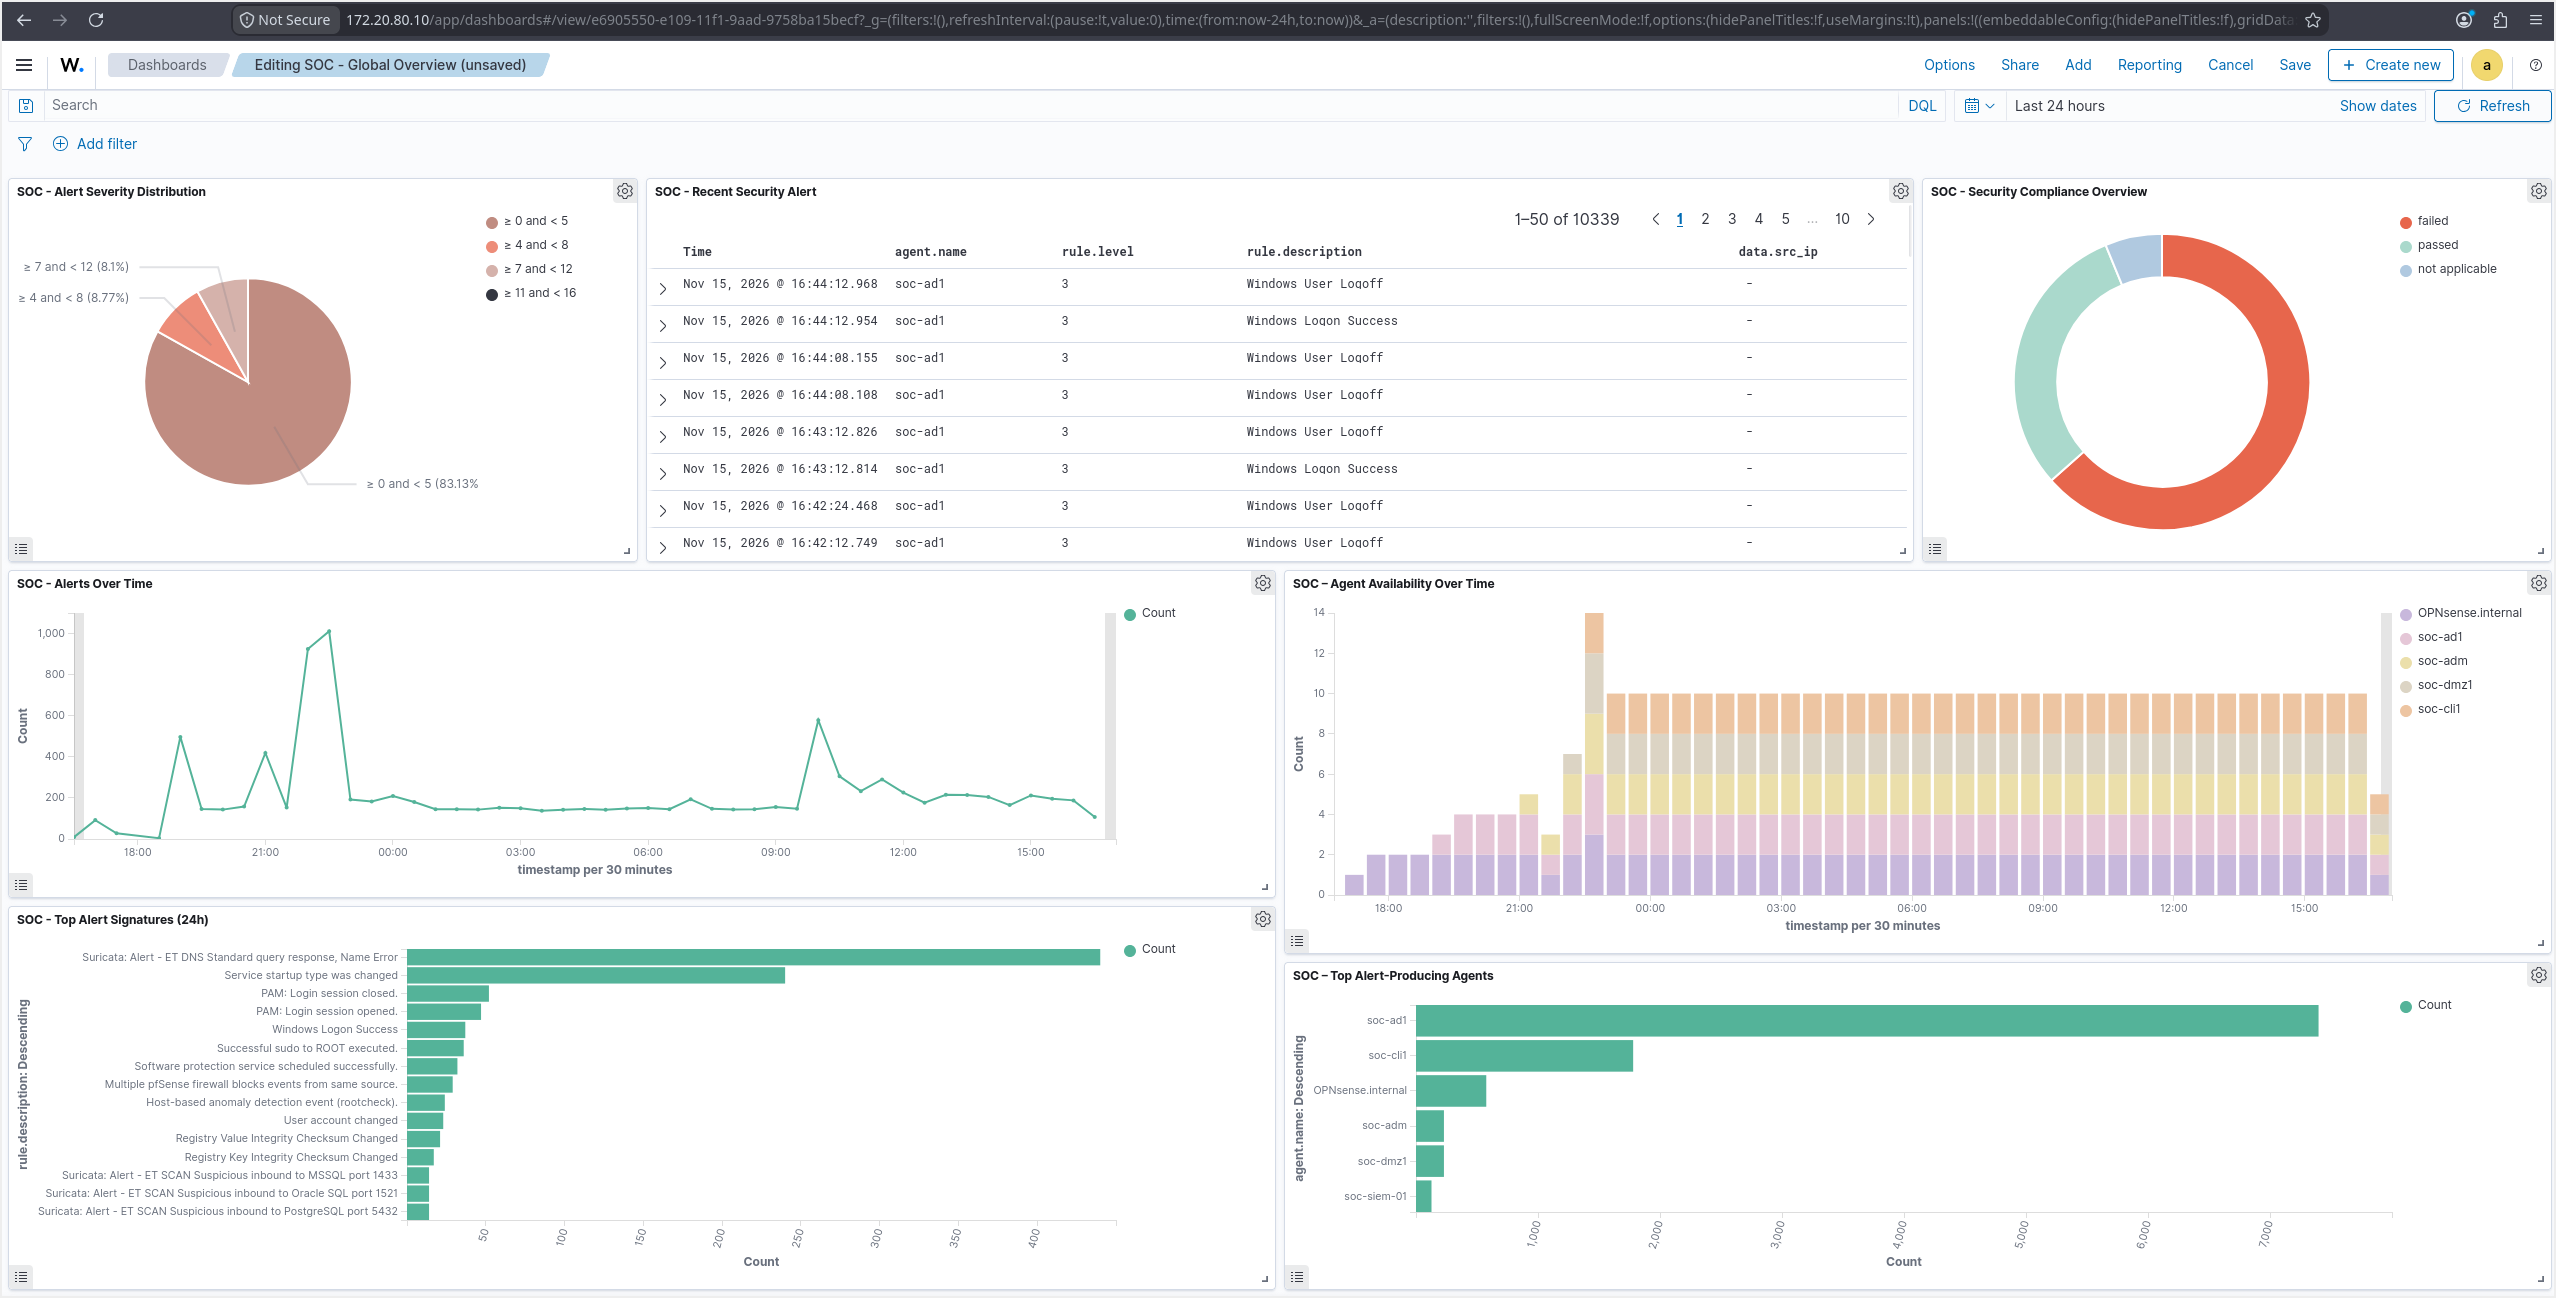 Not Secure 172.20.80.10/app/dashboards#/view/e6905550-e109-11f1-9aad-9758ba15becf?_g=(filters:!(),refreshInterval:(pause:!t,value:0),time:(from:now-24h,to:now))&_a=(description:'',filters:!(),fullScreenMode:!f,options:(hidePanelTitles:!f,useMargins:!t),panels:!((embeddableConfig:(hidePanelTitles:!f),gridData
W. Dashboards Editing SOC - Global Overview (unsaved) Options Share Add Reporting Cancel Save Create new a
Search DQL Last 24 hours Show dates Refresh
Add filter
SOC - Alert Severity Distribution
≥ 0 and < 5
≥ 4 and < 8
≥ 7 and < 12
≥ 11 and < 16
≥ 7 and < 12 (8.1%)
≥ 4 and < 8 (8.77%)
≥ 0 and < 5 (83.13%
SOC - Recent Security Alert
1–50 of 10339 1 2 3 4 5 ... 10
Time agent.name rule.level rule.description data.src_ip
Nov 15, 2026 @ 16:44:12.968 soc-ad1 3 Windows User Logoff -
Nov 15, 2026 @ 16:44:12.954 soc-ad1 3 Windows Logon Success -
Nov 15, 2026 @ 16:44:08.155 soc-ad1 3 Windows User Logoff -
Nov 15, 2026 @ 16:44:08.108 soc-ad1 3 Windows User Logoff -
Nov 15, 2026 @ 16:43:12.826 soc-ad1 3 Windows User Logoff -
Nov 15, 2026 @ 16:43:12.814 soc-ad1 3 Windows Logon Success -
Nov 15, 2026 @ 16:42:24.468 soc-ad1 3 Windows User Logoff -
Nov 15, 2026 @ 16:42:12.749 soc-ad1 3 Windows User Logoff -
SOC - Security Compliance Overview
failed
passed
not applicable
SOC - Alerts Over Time
Count
1,000
800
600
400
200
0
Count
18:00 21:00 00:00 03:00 06:00 09:00 12:00 15:00
timestamp per 30 minutes
SOC – Agent Availability Over Time
14
12
10
8
6
4
2
0
Count
OPNsense.internal
soc-ad1
soc-adm
soc-dmz1
soc-cli1
18:00 21:00 00:00 03:00 06:00 09:00 12:00 15:00
timestamp per 30 minutes
SOC - Top Alert Signatures (24h)
Count
rule.description: Descending
Suricata: Alert - ET DNS Standard query response, Name Error
Service startup type was changed
PAM: Login session closed.
PAM: Login session opened.
Windows Logon Success
Successful sudo to ROOT executed.
Software protection service scheduled successfully.
Multiple pfSense firewall blocks events from same source.
Host-based anomaly detection event (rootcheck).
User account changed
Registry Value Integrity Checksum Changed
Registry Key Integrity Checksum Changed
Suricata: Alert - ET SCAN Suspicious inbound to MSSQL port 1433
Suricata: Alert - ET SCAN Suspicious inbound to Oracle SQL port 1521
Suricata: Alert - ET SCAN Suspicious inbound to PostgreSQL port 5432
50 100 150 200 250 300 350 400
Count
SOC – Top Alert-Producing Agents
Count
agent.name: Descending
soc-ad1
soc-cli1
OPNsense.internal
soc-adm
soc-dmz1
soc-siem-01
1,000 2,000 3,000 4,000 5,000 6,000 7,000
Count